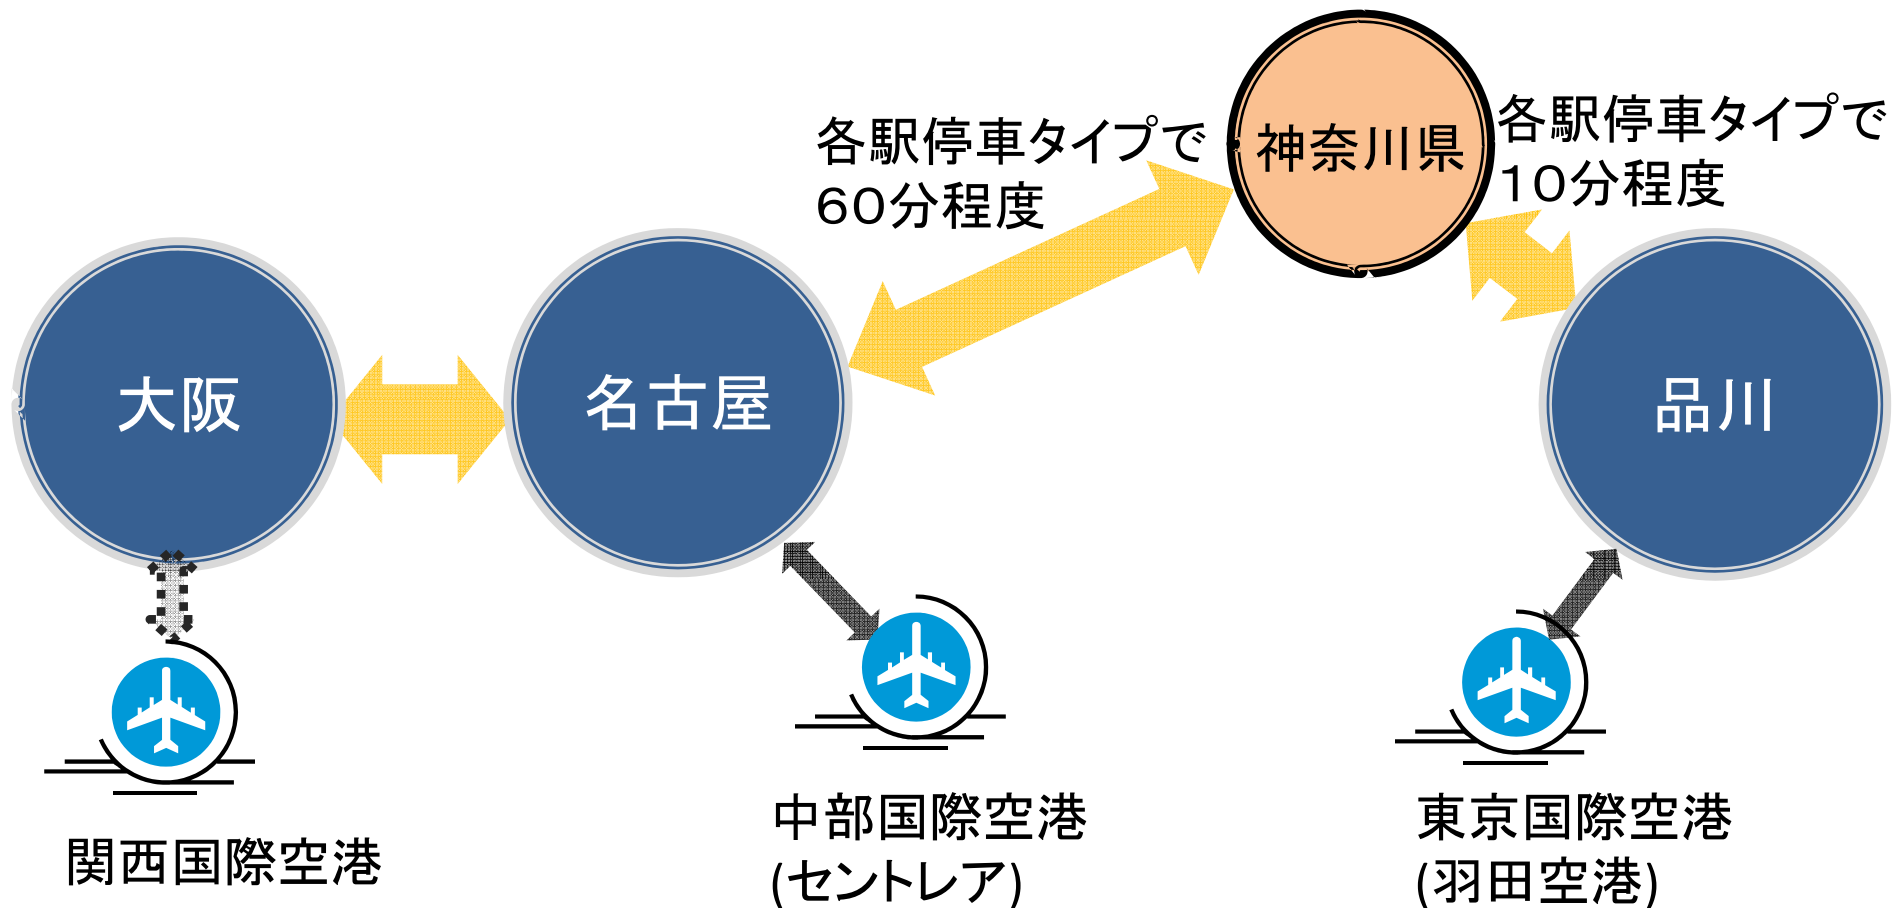 各駅停車タイプで
60分程度
神奈川県
各駅停車タイプで
10分程度
大阪
名古屋
品川
関西国際空港
中部国際空港
(セントレア)
東京国際空港
(羽田空港)